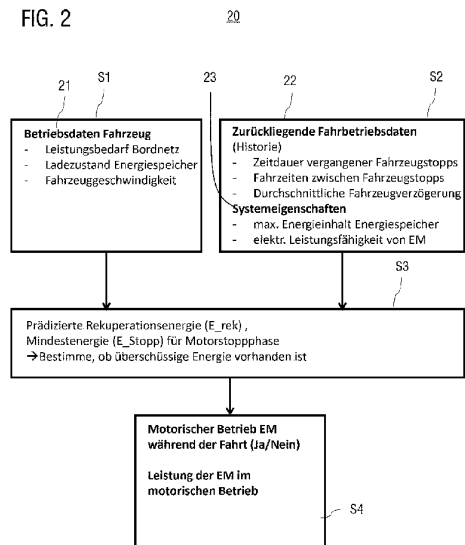 FIG. 2
20
21
S1
23
22
S2
Betriebsdaten Fahrzeug
- Leistungsbedarf Bordnetz
- Ladezustand Energiespeicher
- Fahrzeuggeschwindigkeit
Zurückliegende Fahrbetriebsdaten
(Historie)
- Zeitdauer vergangener Fahrzeugstopps
- Fahrzeiten zwischen Fahrzeugstopps
- Durchschnittliche Fahrzeugverzögerung
Systemeigenschaften
- max. Energieinhalt Energiespeicher
- elektr. Leistungsfähigkeit von EM
S3
Prädizierte Rekuperationsenergie (E_rek) ,
Mindestenergie (E_Stopp) für Motorstoppphase
→Bestimme, ob überschüssige Energie vorhanden ist
Motorischer Betrieb EM
während der Fahrt (Ja/Nein)
Leistung der EM im
motorischen Betrieb
S4